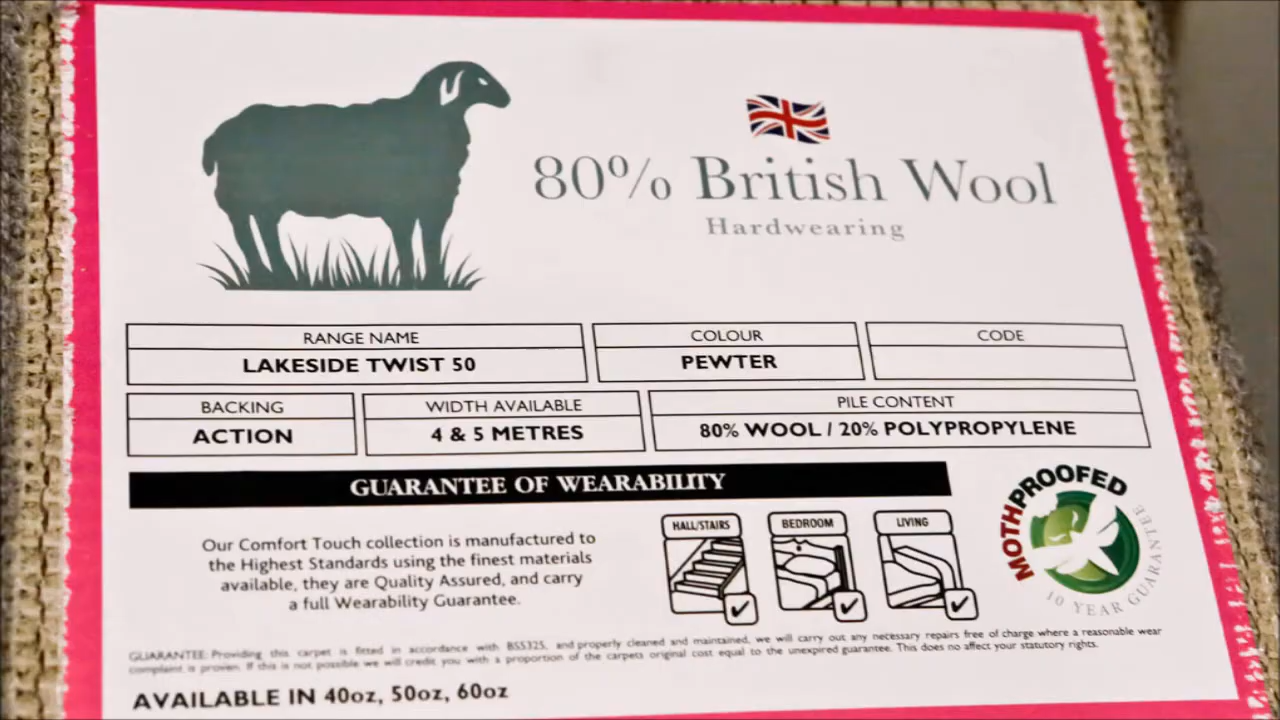 80% British Wool
Hardwearing
RANGE NAME
LAKESIDE TWIST 50
COLOUR
PEWTER
CODE
BACKING
ACTION
WIDTH AVAILABLE
4 & 5 METRES
PILE CONTENT
80% WOOL / 20% POLYPROPYLENE
GUARANTEE OF WEARABILITY
Our Comfort Touch collection is manufactured to
the Highest Standards using the finest materials
available, they are Quality Assured, and carry
a full Wearability Guarantee.
HALL/STAIRS
BEDROOM
LIVING
MOTHPROOFED
10 YEAR GUARANTEE
GUARANTEE: Providing this carpet is fitted in accordance with BS5325, and properly cleaned and maintained, we will carry out any necessary repairs free of charge where a reasonable wear
complaint is proven. If this is not possible we will credit you with a proportion of the carpets original cost equal to the unexpired guarantee. This does no affect your statutory rights.
AVAILABLE IN 40oz, 50oz, 60oz